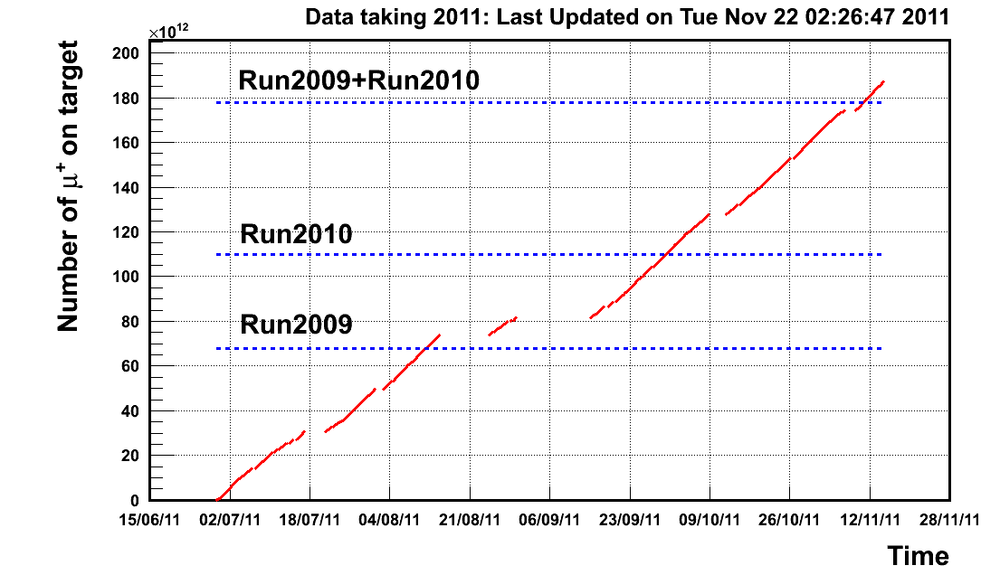 Data taking 2011: Last Updated on Tue Nov 22 02:26:47 2011
×10¹²
Number of μ⁺ on target
200
180
160
140
120
100
80
60
40
20
0
Run2009+Run2010
Run2010
Run2009
15/06/11 02/07/11 18/07/11 04/08/11 21/08/11 06/09/11 23/09/11 09/10/11 26/10/11 12/11/11 28/11/11
Time